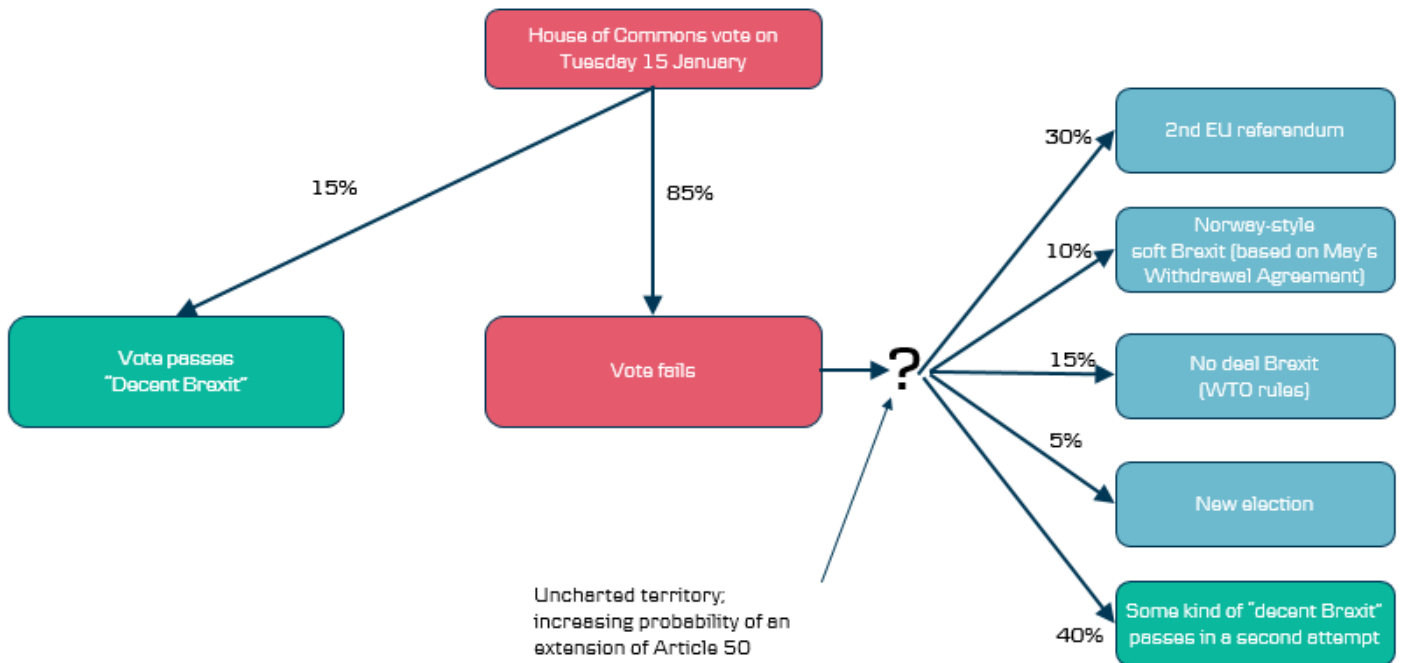 House of Commons vote on
Tuesday 15 January
15%
85%
Vote passes
"Decent Brexit"
Vote fails
?
Uncharted territory;
increasing probability of an
extension of Article 50
30%
2nd EU referendum
10%
Norway-style
soft Brexit (based on May's
Withdrawal Agreement)
15%
No deal Brexit
(WTO rules)
5%
New election
40%
Some kind of "decent Brexit"
passes in a second attempt